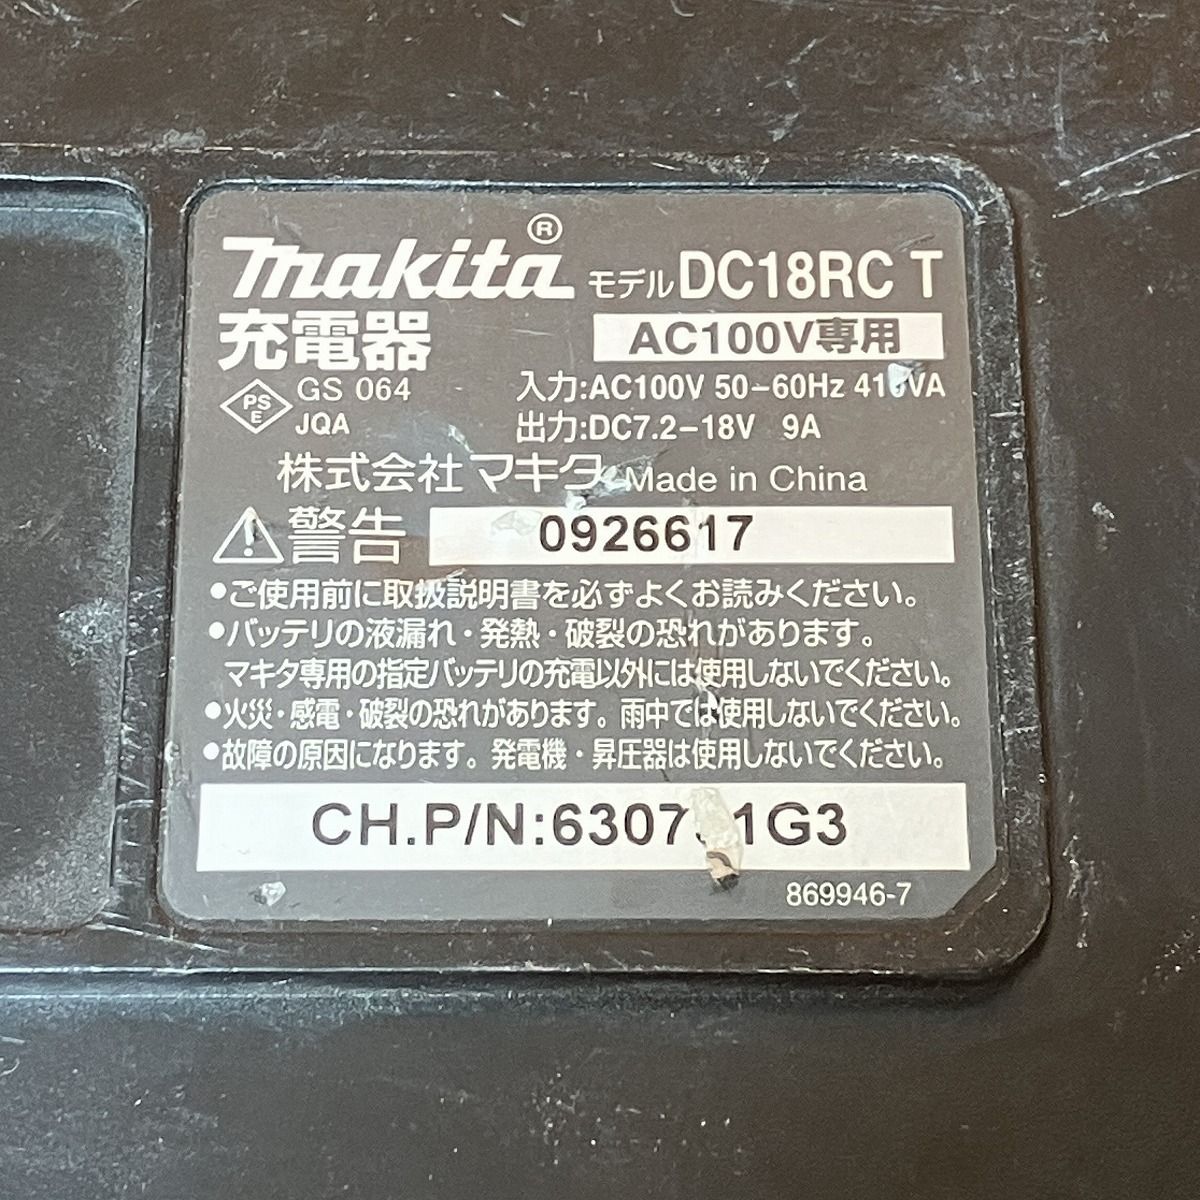 makita® モデル DC18RC T
充電器 AC100V専用
PSE GS 064 入力:AC100V 50-60Hz
JQA 出力:DC7.2-18V 9A
株式会社マキタ Made in China
警告 0926617
•ご使用前に取扱説明書を必ずよくお読みください。
•バッテリの液漏れ・発熱・破裂の恐れがあります。
マキタ専用の指定バッテリの充電以外には使用しないでください。
•火災・感電・破裂の恐れがあります。雨中では使用しないでください。
•故障の原因になります。発電機・昇圧器は使用しないでください。
CH.P/N:
869946-7